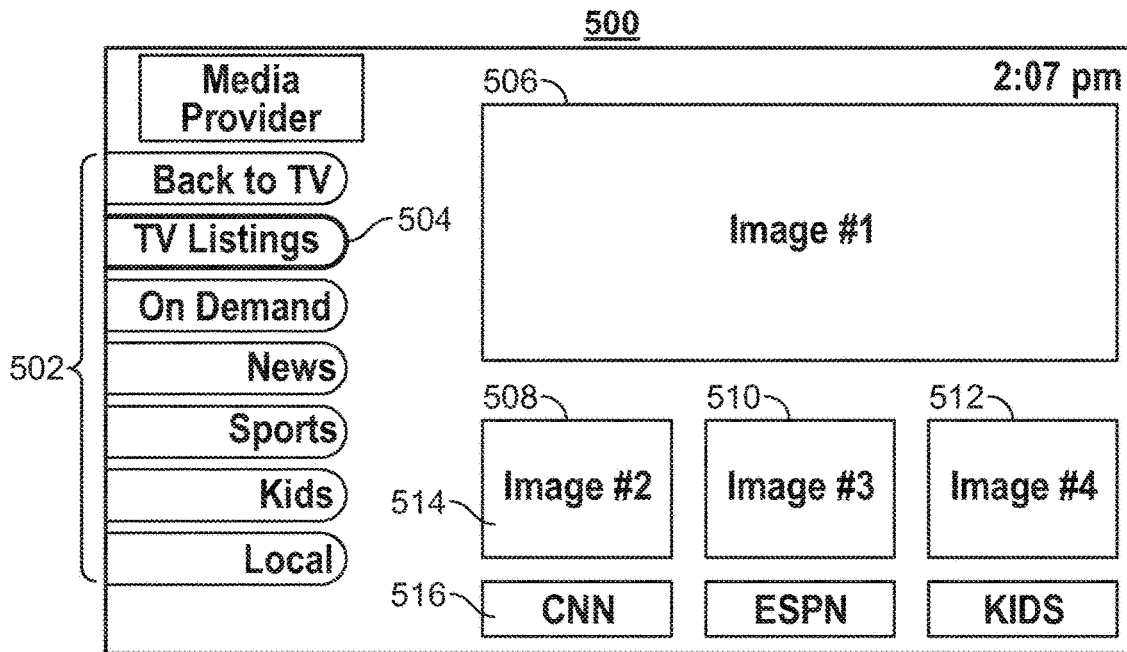 500
Media
Provider
2:07 pm
506
Back to TV
TV Listings
504
On Demand
Image #1
502
News
Sports
Kids
Local
508
510
512
Image #2
Image #3
Image #4
514
516
CNN
ESPN
KIDS